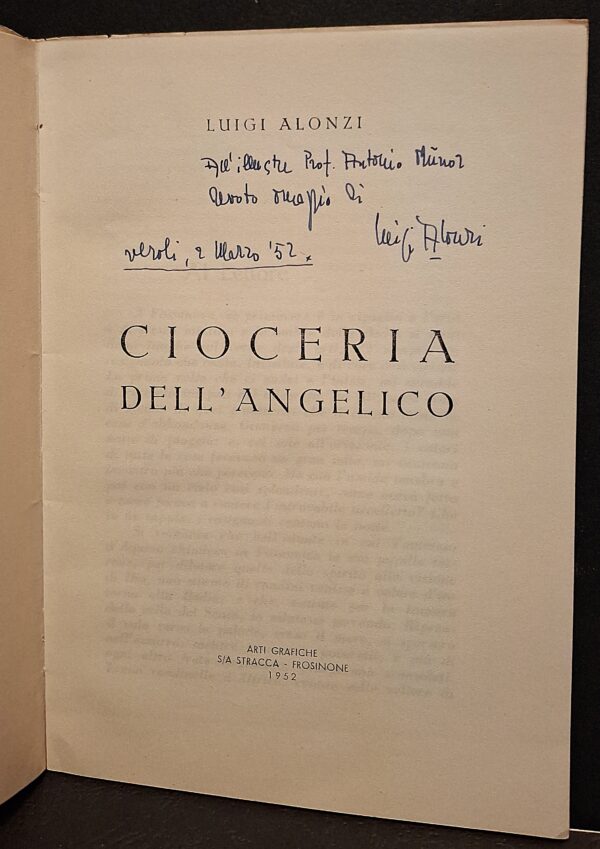 LUIGI ALONZI
All'illustre Prof. Antonio Muñoz
devoto omaggio di
Luigi Alonzi
Veroli, 2 Marzo '52.
CIOCERIA
DELL'ANGELICO
ARTI GRAFICHE
S/A STRACCA - FROSINONE
1952